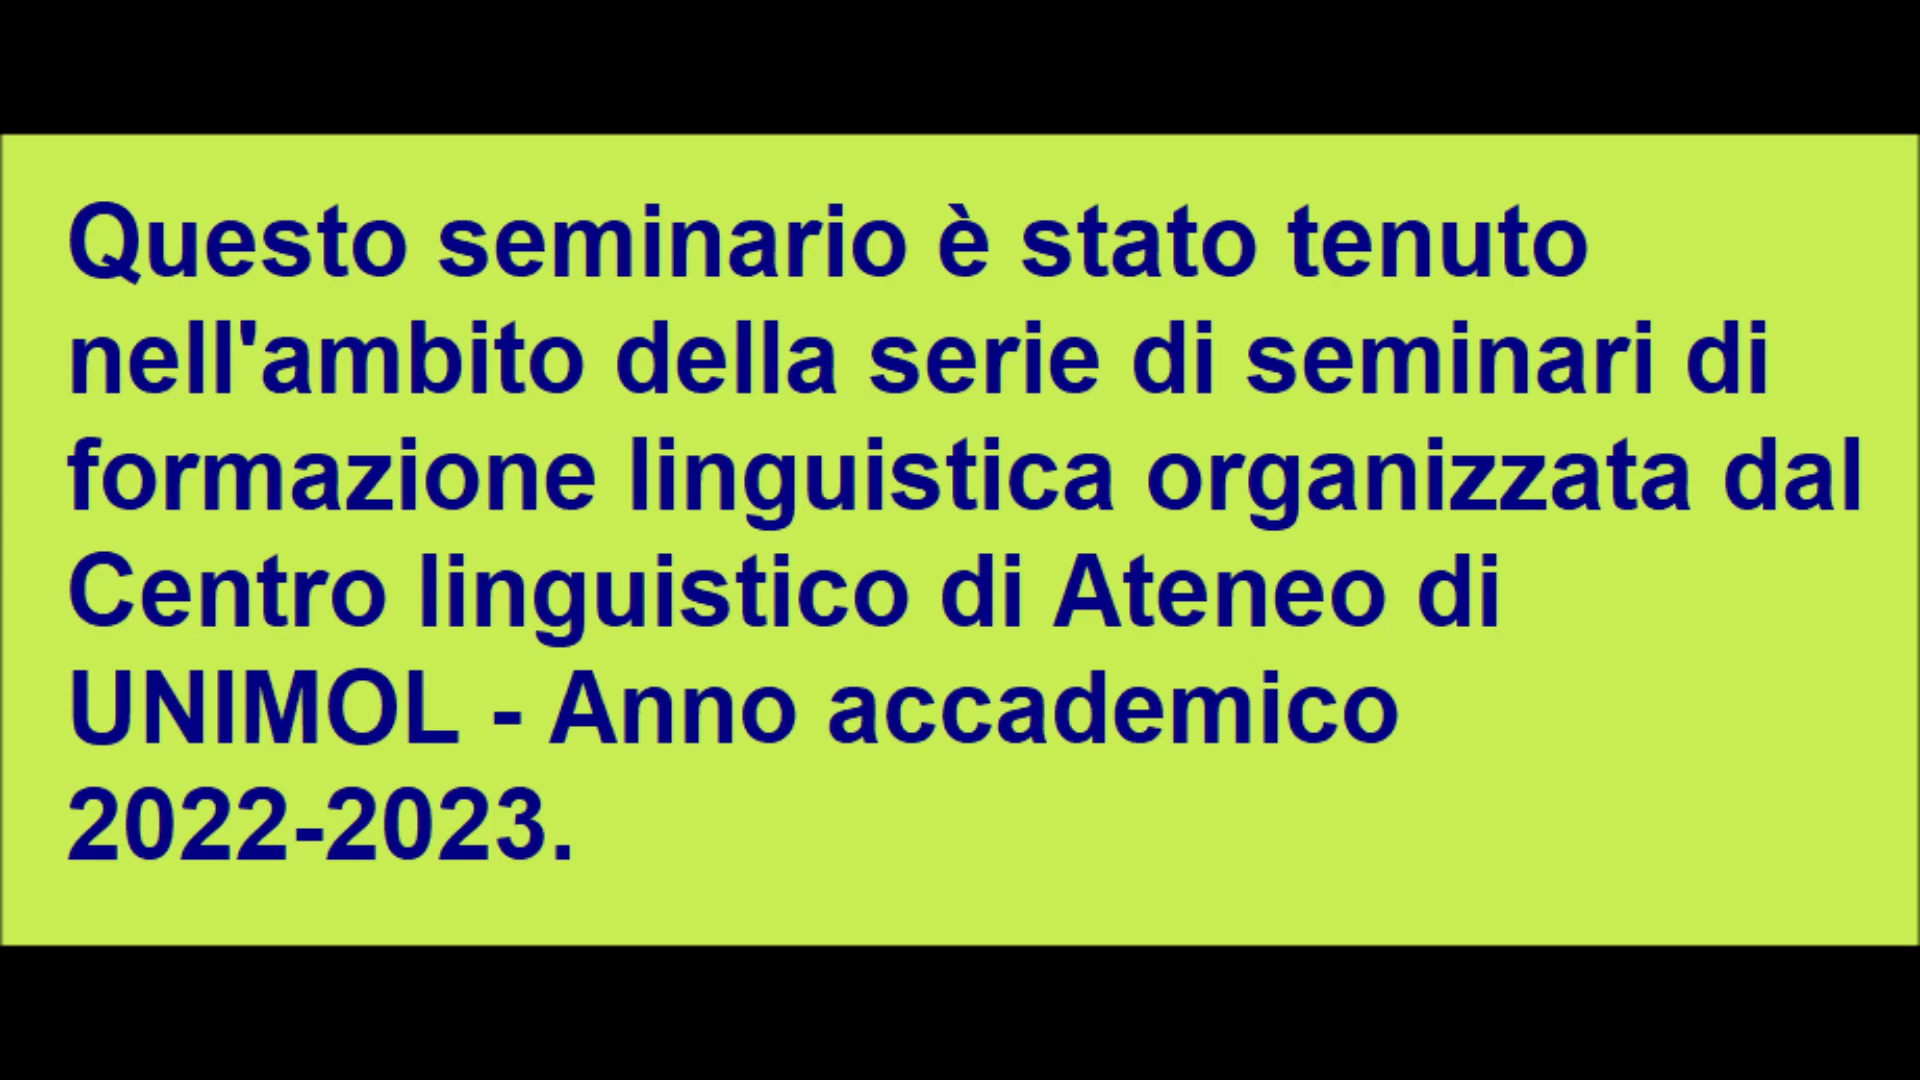 Questo seminario è stato tenuto
nell'ambito della serie di seminari di
formazione linguistica organizzata dal
Centro linguistico di Ateneo di
UNIMOL - Anno accademico
2022-2023.